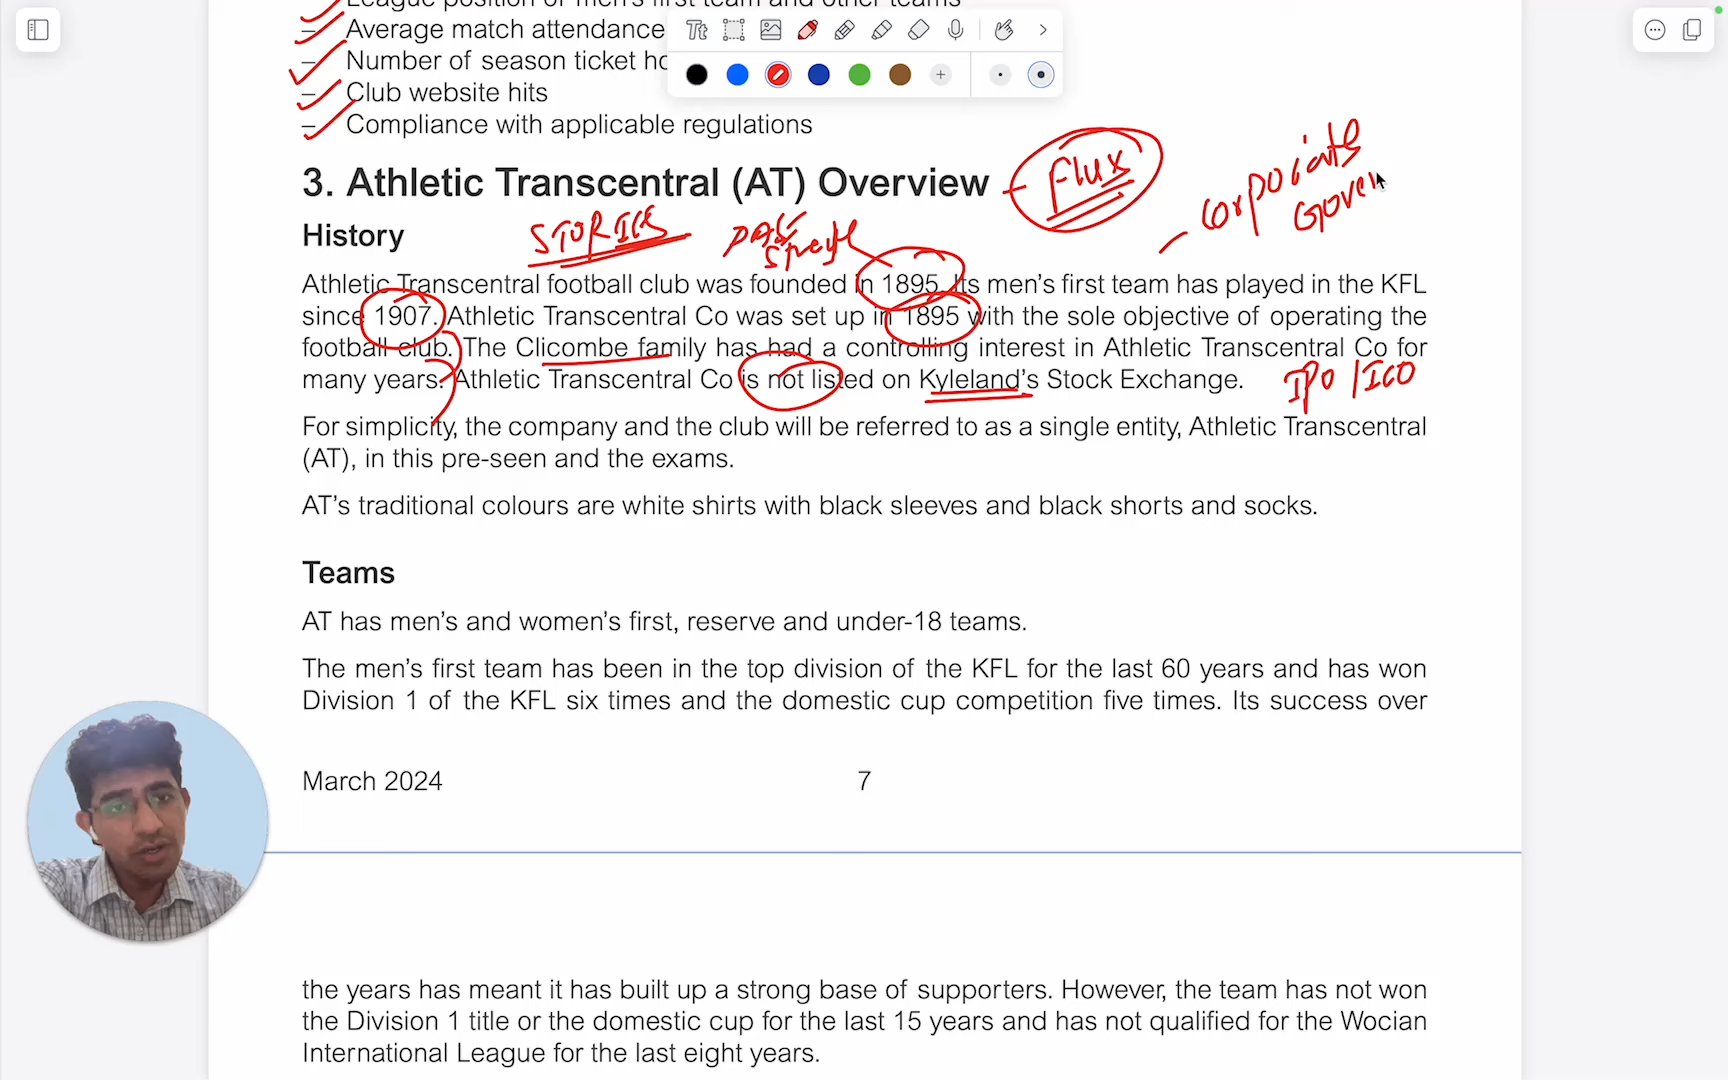 League position of men's first team and other teams
– Average match attendance
– Number of season ticket ho
– Club website hits
– Compliance with applicable regulations
Tt
3. Athletic Transcentral (AT) Overview
Flux
Corporate
Gover
History
STORIES
Athletic Transcentral football club was founded in 1895. Its men's first team has played in the KFL
since 1907. Athletic Transcentral Co was set up in 1895 with the sole objective of operating the
football club. The Clicombe family has had a controlling interest in Athletic Transcentral Co for
many years. Athletic Transcentral Co is not listed on Kyleland's Stock Exchange.
IPO / ICO
For simplicity, the company and the club will be referred to as a single entity, Athletic Transcentral
(AT), in this pre-seen and the exams.
AT's traditional colours are white shirts with black sleeves and black shorts and socks.
Teams
AT has men's and women's first, reserve and under-18 teams.
The men's first team has been in the top division of the KFL for the last 60 years and has won
Division 1 of the KFL six times and the domestic cup competition five times. Its success over
March 2024
7
the years has meant it has built up a strong base of supporters. However, the team has not won
the Division 1 title or the domestic cup for the last 15 years and has not qualified for the Wocian
International League for the last eight years.